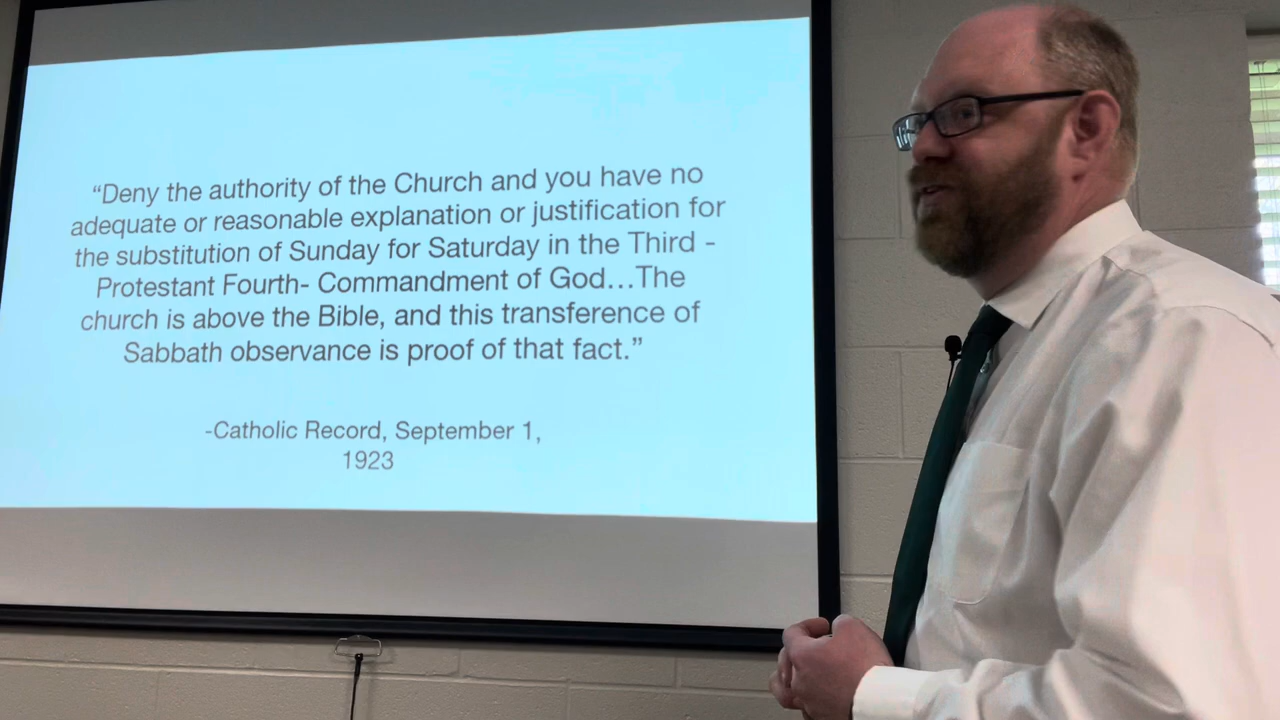 “Deny the authority of the Church and you have no
adequate or reasonable explanation or justification for
the substitution of Sunday for Saturday in the Third -
Protestant Fourth- Commandment of God…The
church is above the Bible, and this transference of
Sabbath observance is proof of that fact.”
-Catholic Record, September 1,
1923